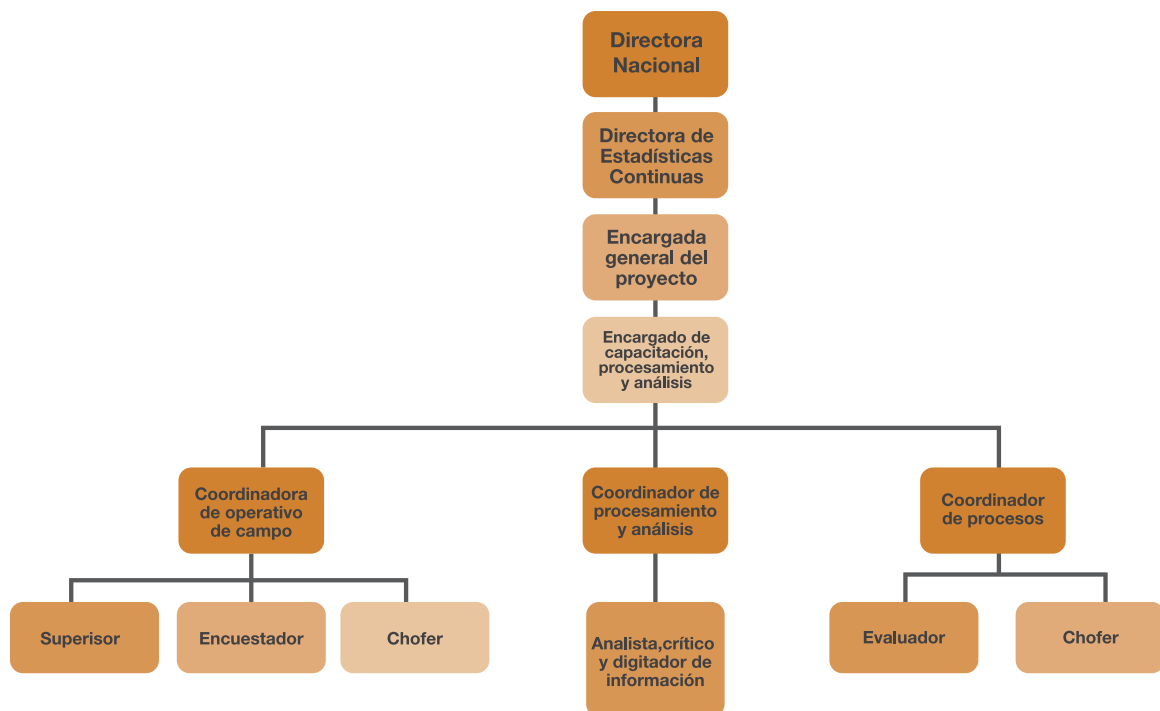 Directora
Nacional
Directora de
Estadísticas
Continuas
Encargada
general del
proyecto
Encargado de
capacitación,
procesamiento
y análisis
Coordinadora
de operativo
de campo
Coordinador de
procesamiento
y análisis
Coordinador
de procesos
Superisor
Encuestador
Chofer
Analista,crítico
y digitador de
información
Evaluador
Chofer